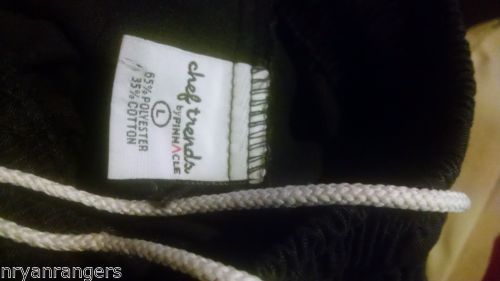 chef trends
by PINNACLE
L
65% POLYESTER
35% COTTON
nryanrangers